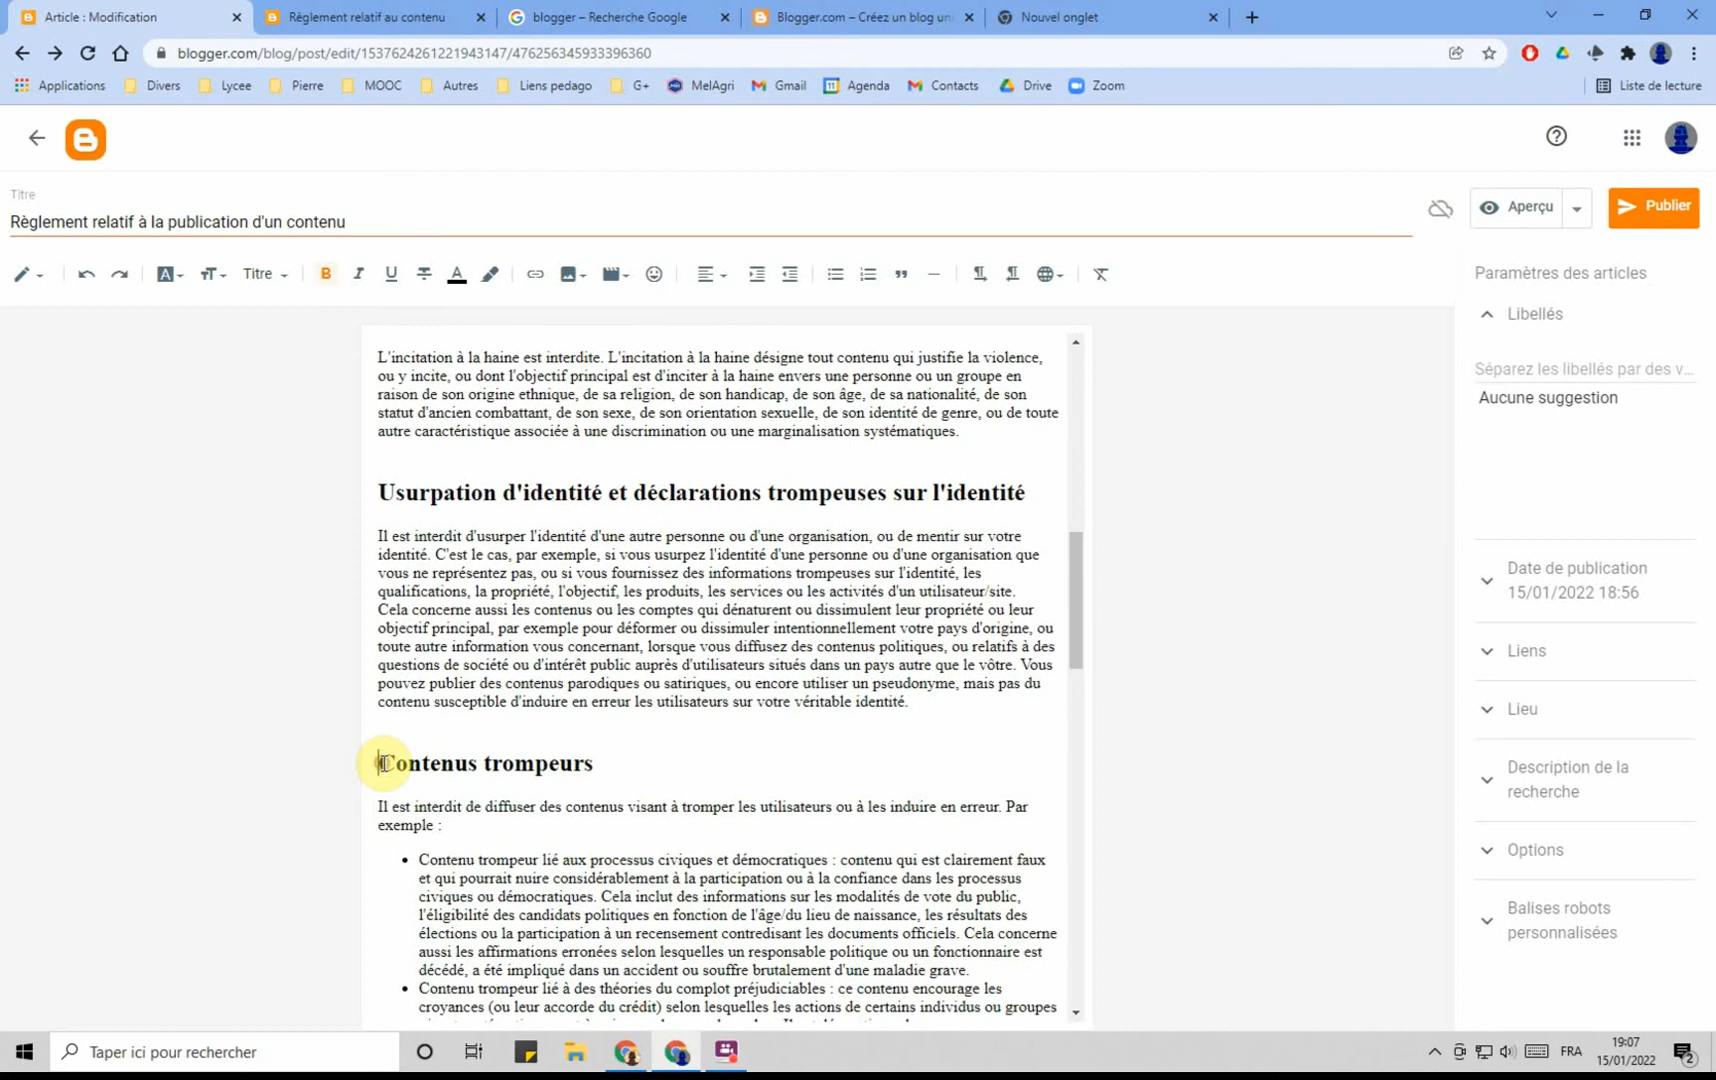 Article : Modification
Règlement relatif au contenu
blogger – Recherche Google
Blogger.com – Créez un blog uni
Nouvel onglet
blogger.com/blog/post/edit/1537624261221943147/476256345933396360
Applications
Divers
Lycee
Pierre
MOOC
Autres
Liens pedago
G+
MelAgri
Gmail
Agenda
Contacts
Drive
Zoom
Liste de lecture
Titre
Règlement relatif à la publication d'un contenu
Aperçu
Publier
Titre
B
Paramètres des articles
Libellés
Séparez les libellés par des v...
Aucune suggestion
L'incitation à la haine est interdite. L'incitation à la haine désigne tout contenu qui justifie la violence,
ou y incite, ou dont l'objectif principal est d'inciter à la haine envers une personne ou un groupe en
raison de son origine ethnique, de sa religion, de son handicap, de son âge, de sa nationalité, de son
statut d'ancien combattant, de son sexe, de son orientation sexuelle, de son identité de genre, ou de toute
autre caractéristique associée à une discrimination ou une marginalisation systématiques.
Usurpation d'identité et déclarations trompeuses sur l'identité
Il est interdit d'usurper l'identité d'une autre personne ou d'une organisation, ou de mentir sur votre
identité. C'est le cas, par exemple, si vous usurpez l'identité d'une personne ou d'une organisation que
vous ne représentez pas, ou si vous fournissez des informations trompeuses sur l'identité, les
qualifications, la propriété, l'objectif, les produits, les services ou les activités d'un utilisateur/site.
Cela concerne aussi les contenus ou les comptes qui dénaturent ou dissimulent leur propriété ou leur
objectif principal, par exemple pour déformer ou dissimuler intentionnellement votre pays d'origine, ou
toute autre information vous concernant, lorsque vous diffusez des contenus politiques, ou relatifs à des
questions de société ou d'intérêt public auprès d'utilisateurs situés dans un pays autre que le vôtre. Vous
pouvez publier des contenus parodiques ou satiriques, ou encore utiliser un pseudonyme, mais pas du
contenu susceptible d'induire en erreur les utilisateurs sur votre véritable identité.
Contenus trompeurs
Il est interdit de diffuser des contenus visant à tromper les utilisateurs ou à les induire en erreur. Par
exemple :
• Contenu trompeur lié aux processus civiques et démocratiques : contenu qui est clairement faux
et qui pourrait nuire considérablement à la participation ou à la confiance dans les processus
civiques ou démocratiques. Cela inclut des informations sur les modalités de vote du public,
l'éligibilité des candidats politiques en fonction de l'âge/du lieu de naissance, les résultats des
élections ou la participation à un recensement contredisant les documents officiels. Cela concerne
aussi les affirmations erronées selon lesquelles un responsable politique ou un fonctionnaire est
décédé, a été impliqué dans un accident ou souffre brutalement d'une maladie grave.
• Contenu trompeur lié à des théories du complot préjudiciables : ce contenu encourage les
croyances (ou leur accorde du crédit) selon lesquelles les actions de certains individus ou groupes
Date de publication
15/01/2022 18:56
Liens
Lieu
Description de la
recherche
Options
Balises robots
personnalisées
Taper ici pour rechercher
FRA
19:07
15/01/2022
2